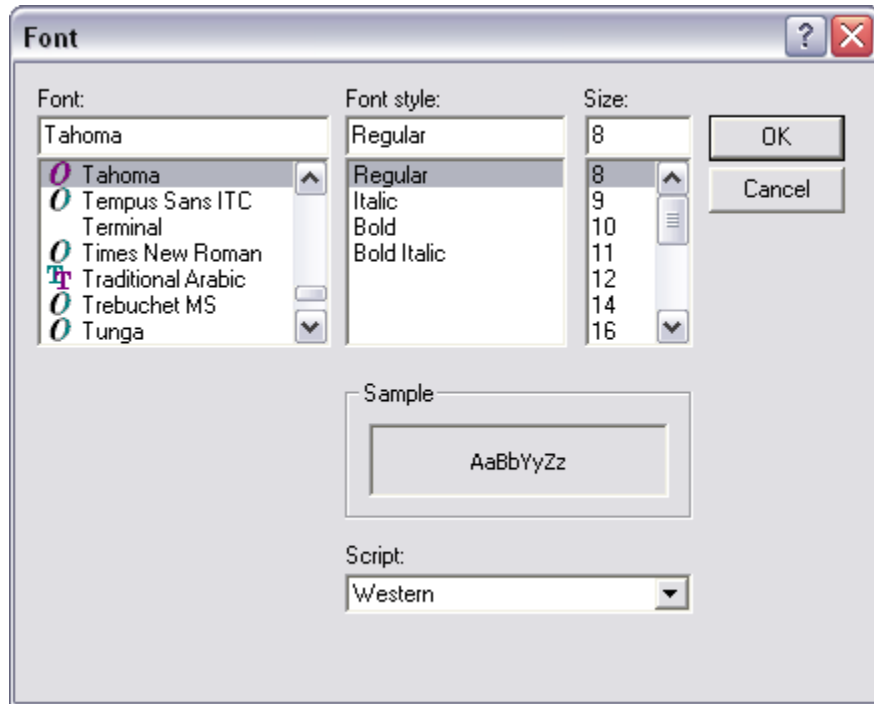 Font
Font:
Font style:
Size:
Tahoma
Regular
8
OK
Cancel
Tahoma
Tempus Sans ITC
Terminal
Times New Roman
Traditional Arabic
Trebuchet MS
Tunga
Regular
Italic
Bold
Bold Italic
8
9
10
11
12
14
16
Sample
AaBbYyZz
Script:
Western